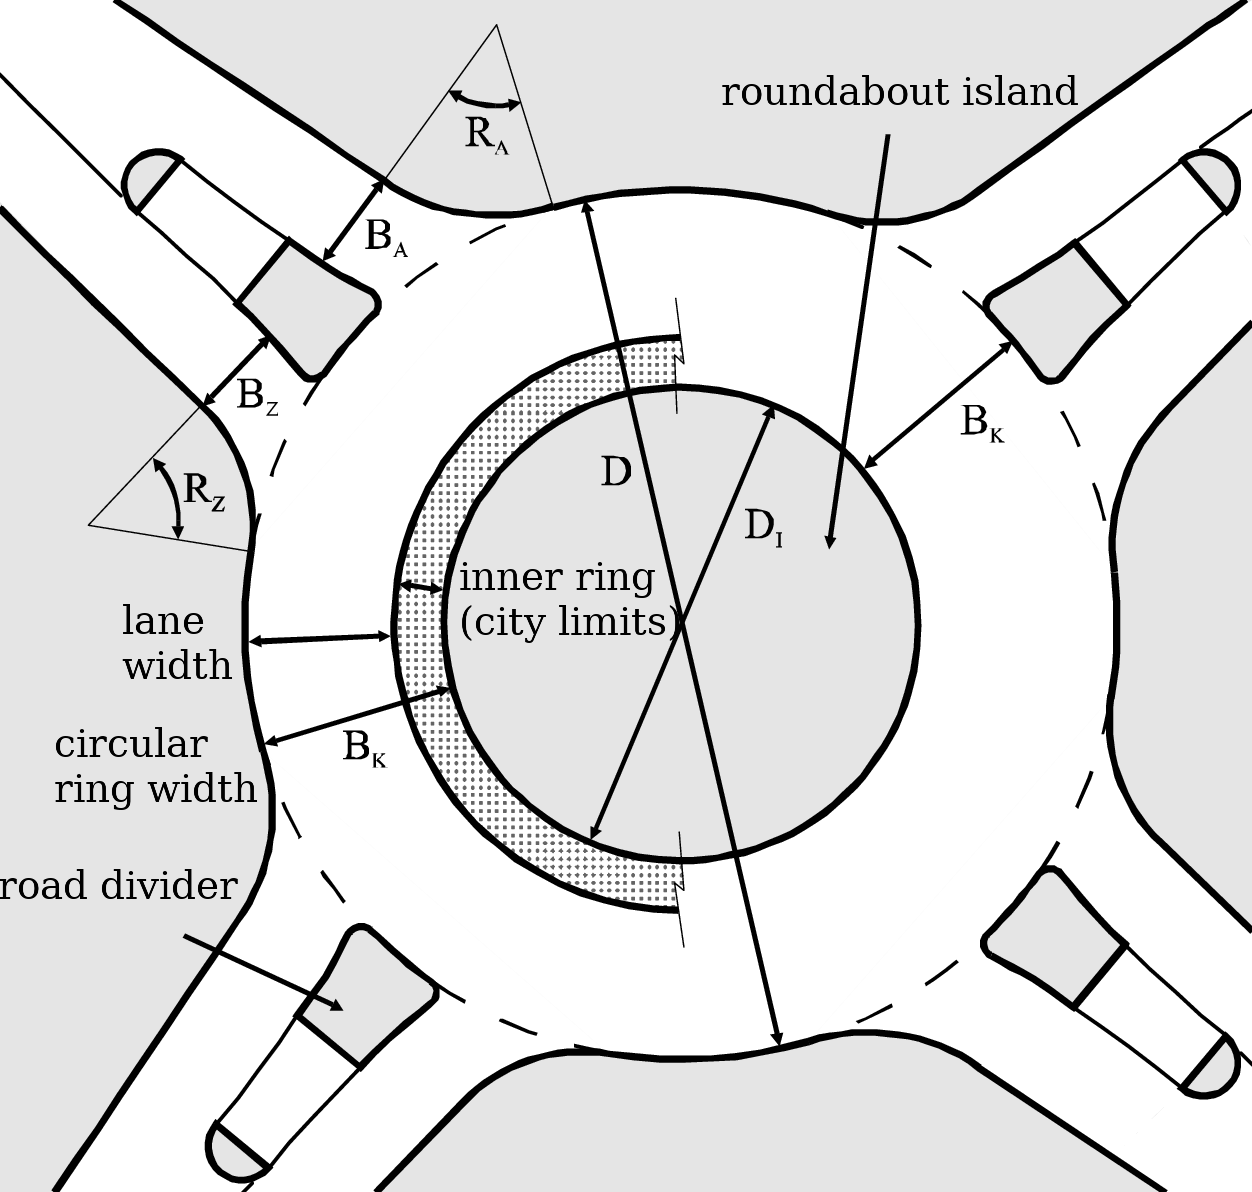 roundabout island
R_A
B_A
B_Z
B_K
D
R_Z
D_I
inner ring
(city limits)
lane
width
circular
B_K
ring width
road divider